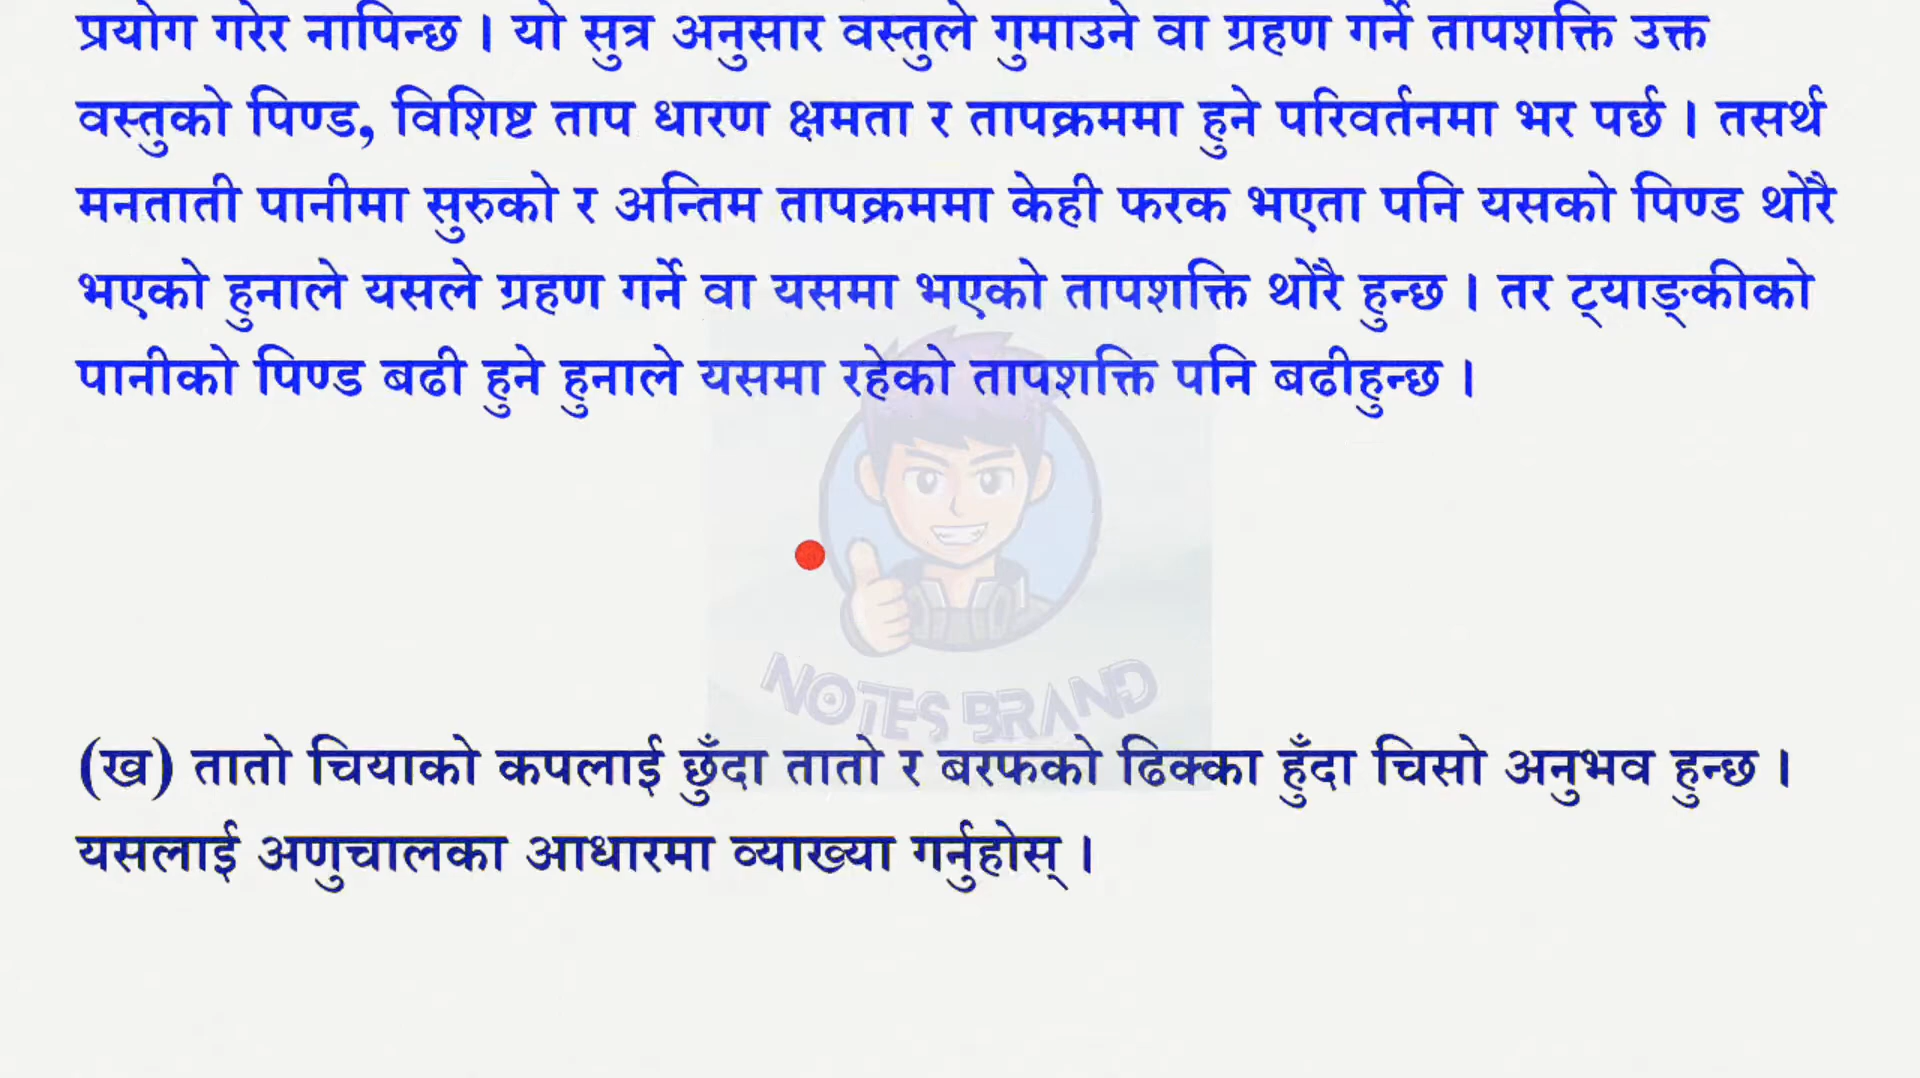 प्रयोग गरेर नापिन्छ । यो सुत्र अनुसार वस्तुले गुमाउने वा ग्रहण गर्ने तापशक्ति उक्त
वस्तुको पिण्ड, विशिष्ट ताप धारण क्षमता र तापक्रममा हुने परिवर्तनमा भर पर्छ । तसर्थ
मनताती पानीमा सुरुको र अन्तिम तापक्रममा केही फरक भएता पनि यसको पिण्ड थोरै
भएको हुनाले यसले ग्रहण गर्ने वा यसमा भएको तापशक्ति थोरै हुन्छ । तर ट्याङ्कीको
पानीको पिण्ड बढी हुने हुनाले यसमा रहेको तापशक्ति पनि बढीहुन्छ ।
NOTES BRAND
(ख) तातो चियाको कपलाई छुँदा तातो र बरफको ढिक्का हुँदा चिसो अनुभव हुन्छ ।
यसलाई अणुचालका आधारमा व्याख्या गर्नुहोस् ।